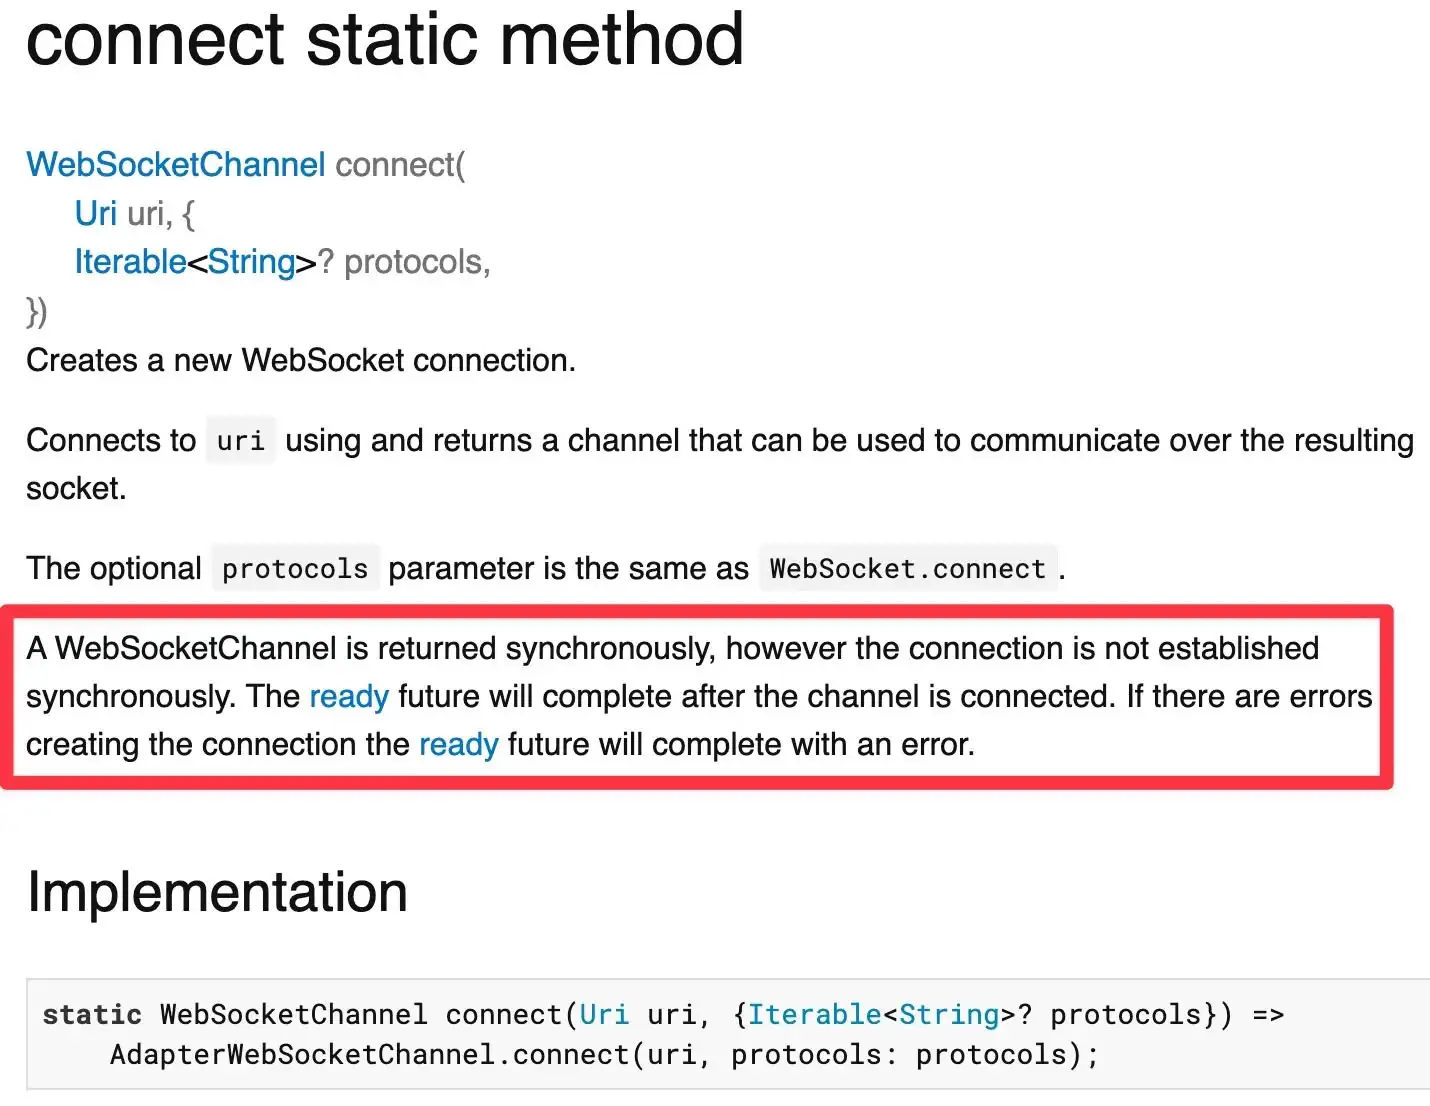 connect static method
WebSocketChannel connect(
Uri uri, {
Iterable<String>? protocols,
})
Creates a new WebSocket connection.
Connects to uri using and returns a channel that can be used to communicate over the resulting
socket.
The optional protocols parameter is the same as WebSocket.connect.
A WebSocketChannel is returned synchronously, however the connection is not established
synchronously. The ready future will complete after the channel is connected. If there are errors
creating the connection the ready future will complete with an error.
Implementation
static WebSocketChannel connect(Uri uri, {Iterable<String>? protocols}) =>
AdapterWebSocketChannel.connect(uri, protocols: protocols);